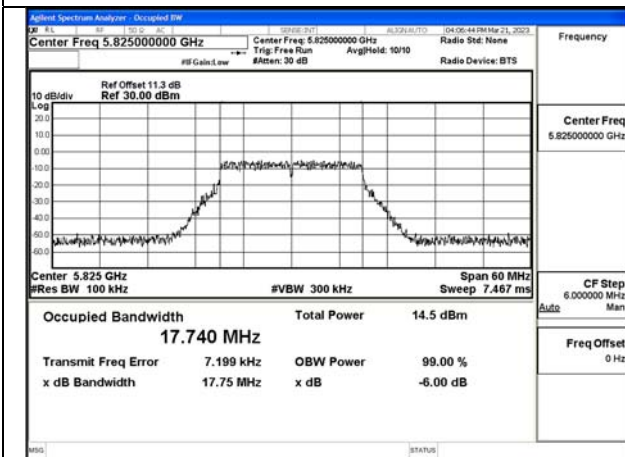 Agilent Spectrum Analyzer - Occupied BW
RL RF 50 Ω AC SENSE:INT ALIGN AUTO 04:06:44 PM Mar 21, 2023
Center Freq 5.825000000 GHz
Center Freq: 5.825000000 GHz
Radio Std: None
Trig: Free Run Avg|Hold: 10/10
#IFGain:Low #Atten: 30 dB Radio Device: BTS
Ref Offset 11.3 dB
10 dB/div Ref 30.00 dBm
Log
20.0
10.0
0.00
-10.0
-20.0
-30.0
-40.0
-50.0
-60.0
Center 5.825 GHz Span 60 MHz
#Res BW 100 kHz #VBW 300 kHz Sweep 7.467 ms
Occupied Bandwidth Total Power 14.5 dBm
17.740 MHz
Transmit Freq Error 7.199 kHz OBW Power 99.00 %
x dB Bandwidth 17.75 MHz x dB -6.00 dB
MSG STATUS
Frequency
Center Freq
5.825000000 GHz
CF Step
6.000000 MHz
Auto Man
Freq Offset
0 Hz